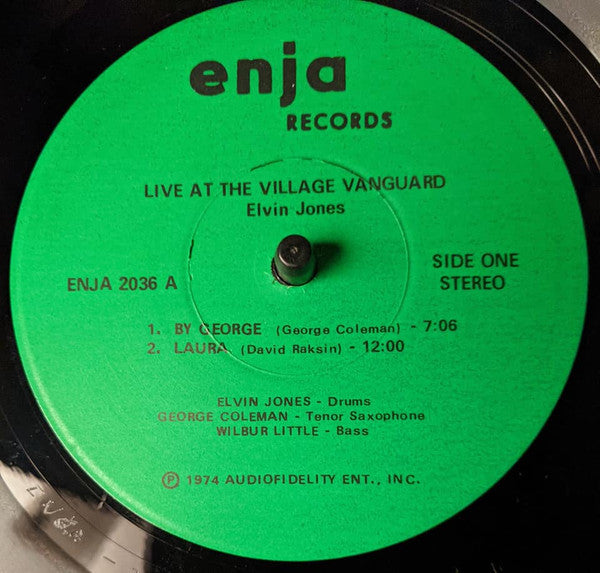 enja
RECORDS
LIVE AT THE VILLAGE VANGUARD
Elvin Jones
ENJA 2036 A
SIDE ONE
STEREO
1. BY GEORGE (George Coleman) - 7:06
2. LAURA (David Raksin) - 12:00
ELVIN JONES - Drums
GEORGE COLEMAN - Tenor Saxophone
WILBUR LITTLE - Bass
Ⓟ 1974 AUDIOFIDELITY ENT., INC.